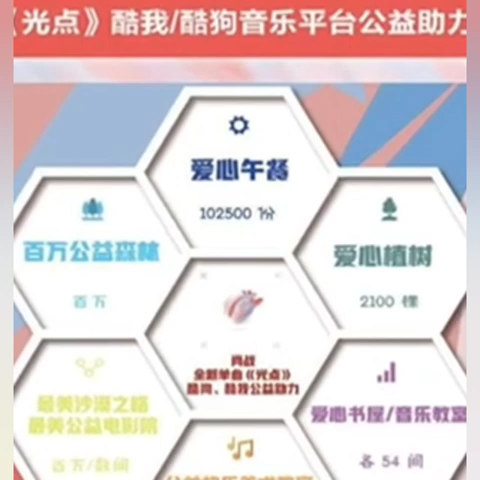 《光点》酷我/酷狗音乐平台公益助力
爱心午餐
102500 份
百万公益森林
百万
爱心植树
2100 棵
肖战
全新单曲《光点》
酷狗、酷我公益助力
最美沙漠之路
最美公益电影院
百万/数间
爱心书屋/音乐教室
各 54 间